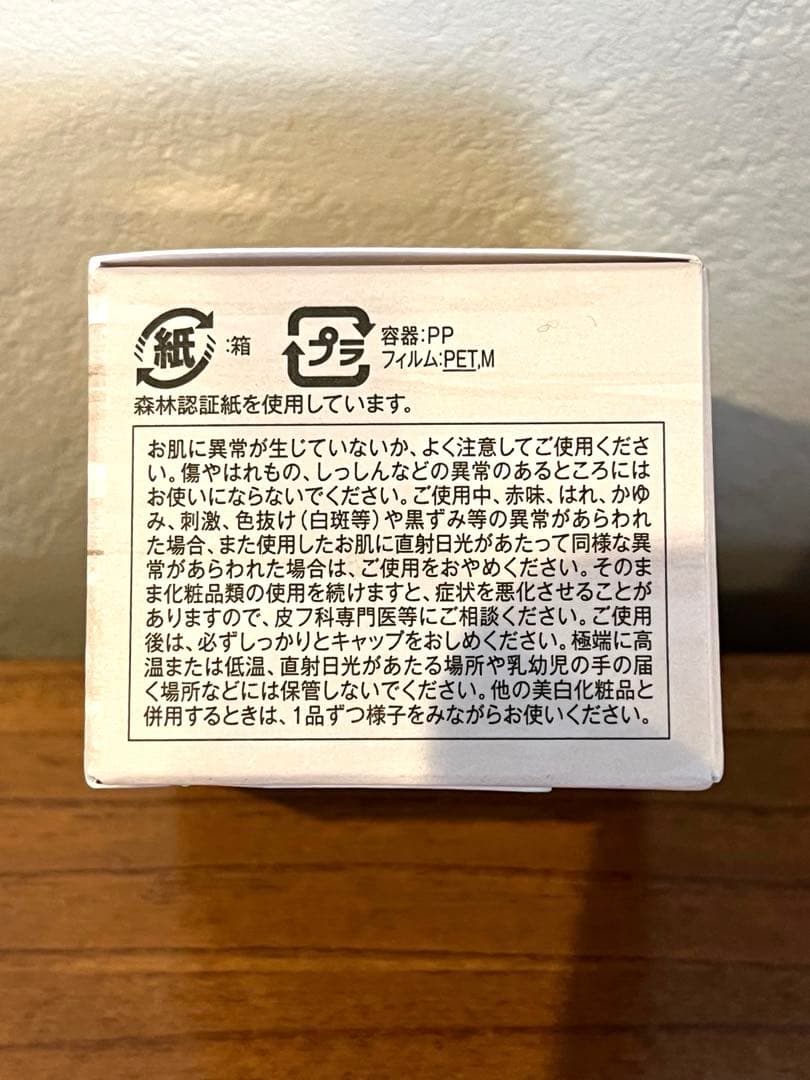 紙 :箱
プラ 容器:PP
フィルム:PET,M
森林認証紙を使用しています。
お肌に異常が生じていないか、よく注意してご使用くださ
い。傷やはれもの、しっしんなどの異常のあるところには
お使いにならないでください。ご使用中、赤味、はれ、かゆ
み、刺激、色抜け(白斑等)や黒ずみ等の異常があらわれ
た場合、また使用したお肌に直射日光があたって同様な異
常があらわれた場合は、ご使用をおやめください。そのま
ま化粧品類の使用を続けますと、症状を悪化させることが
ありますので、皮フ科専門医等にご相談ください。ご使用
後は、必ずしっかりとキャップをおしめください。極端に高
温または低温、直射日光があたる場所や乳幼児の手の届
く場所などには保管しないでください。他の美白化粧品と
併用するときは、1品ずつ様子をみながらお使いください。